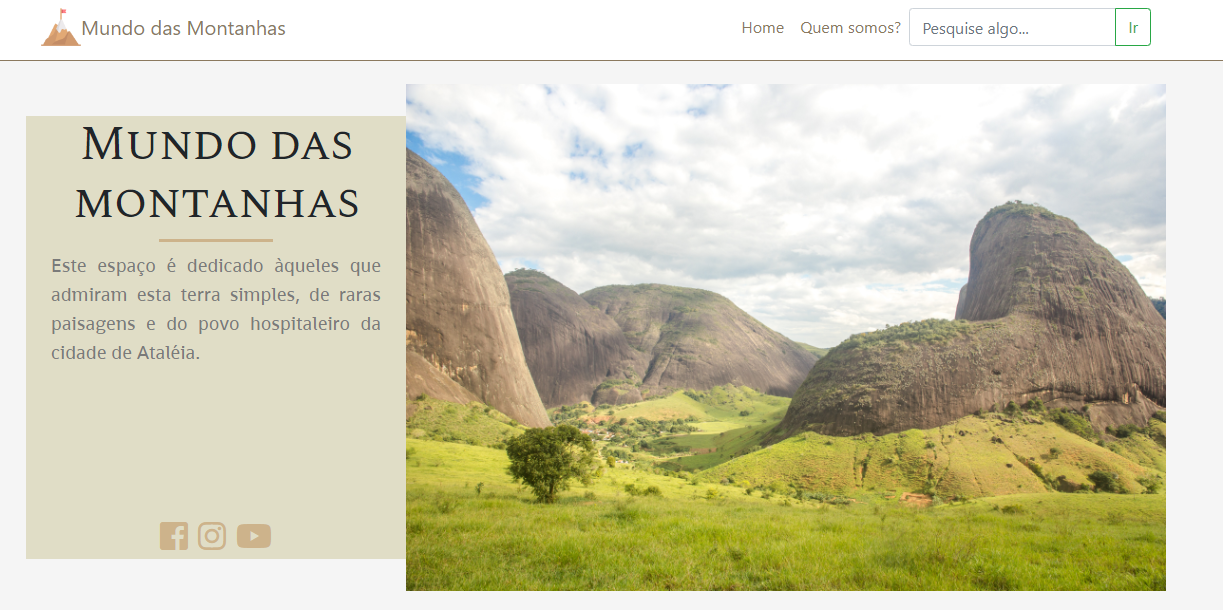 Mundo das Montanhas
Home Quem somos? Pesquise algo... Ir
Mundo das
montanhas
Este espaço é dedicado àqueles que
admiram esta terra simples, de raras
paisagens e do povo hospitaleiro da
cidade de Ataléia.